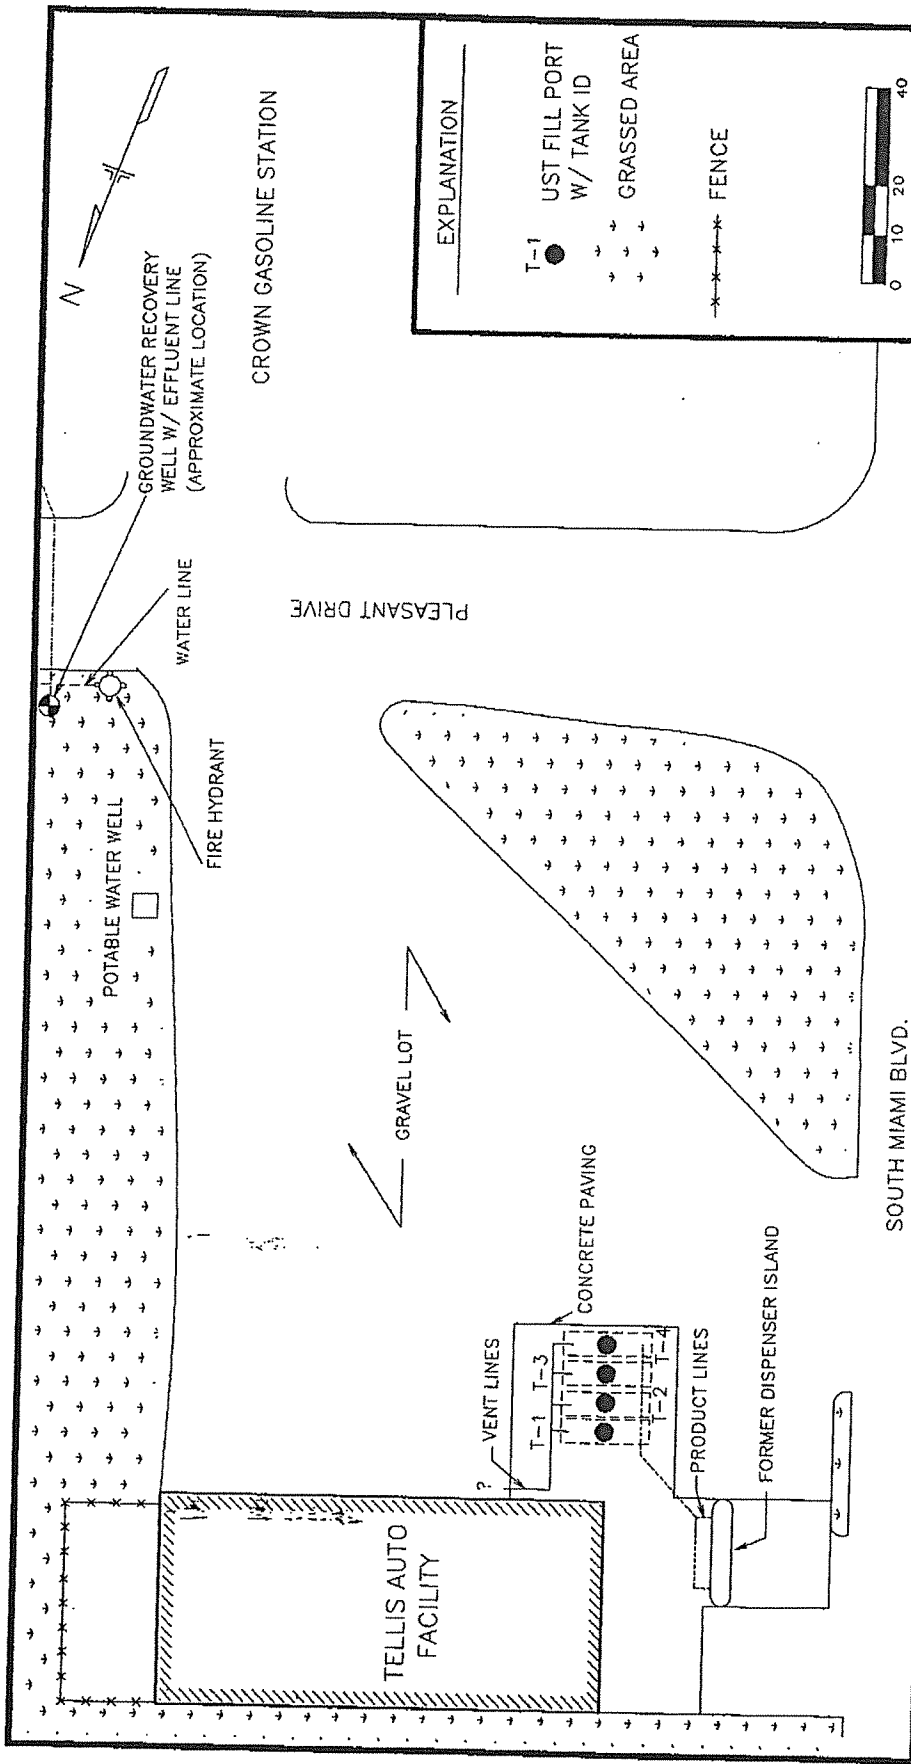 N
GROUNDWATER RECOVERY
WELL W/ EFFLUENT LINE
(APPROXIMATE LOCATION)
CROWN GASOLINE STATION
WATER LINE
PLEASANT DRIVE
FIRE HYDRANT
POTABLE WATER WELL
GRAVEL LOT
CONCRETE PAVING
VENT LINES
?
T-1
T-3
T-2
T-4
PRODUCT LINES
FORMER DISPENSER ISLAND
TELLIS AUTO
FACILITY
SOUTH MIAMI BLVD.
EXPLANATION
T-1
UST FILL PORT
W/ TANK ID
GRASSED AREA
FENCE
0 10 20 40